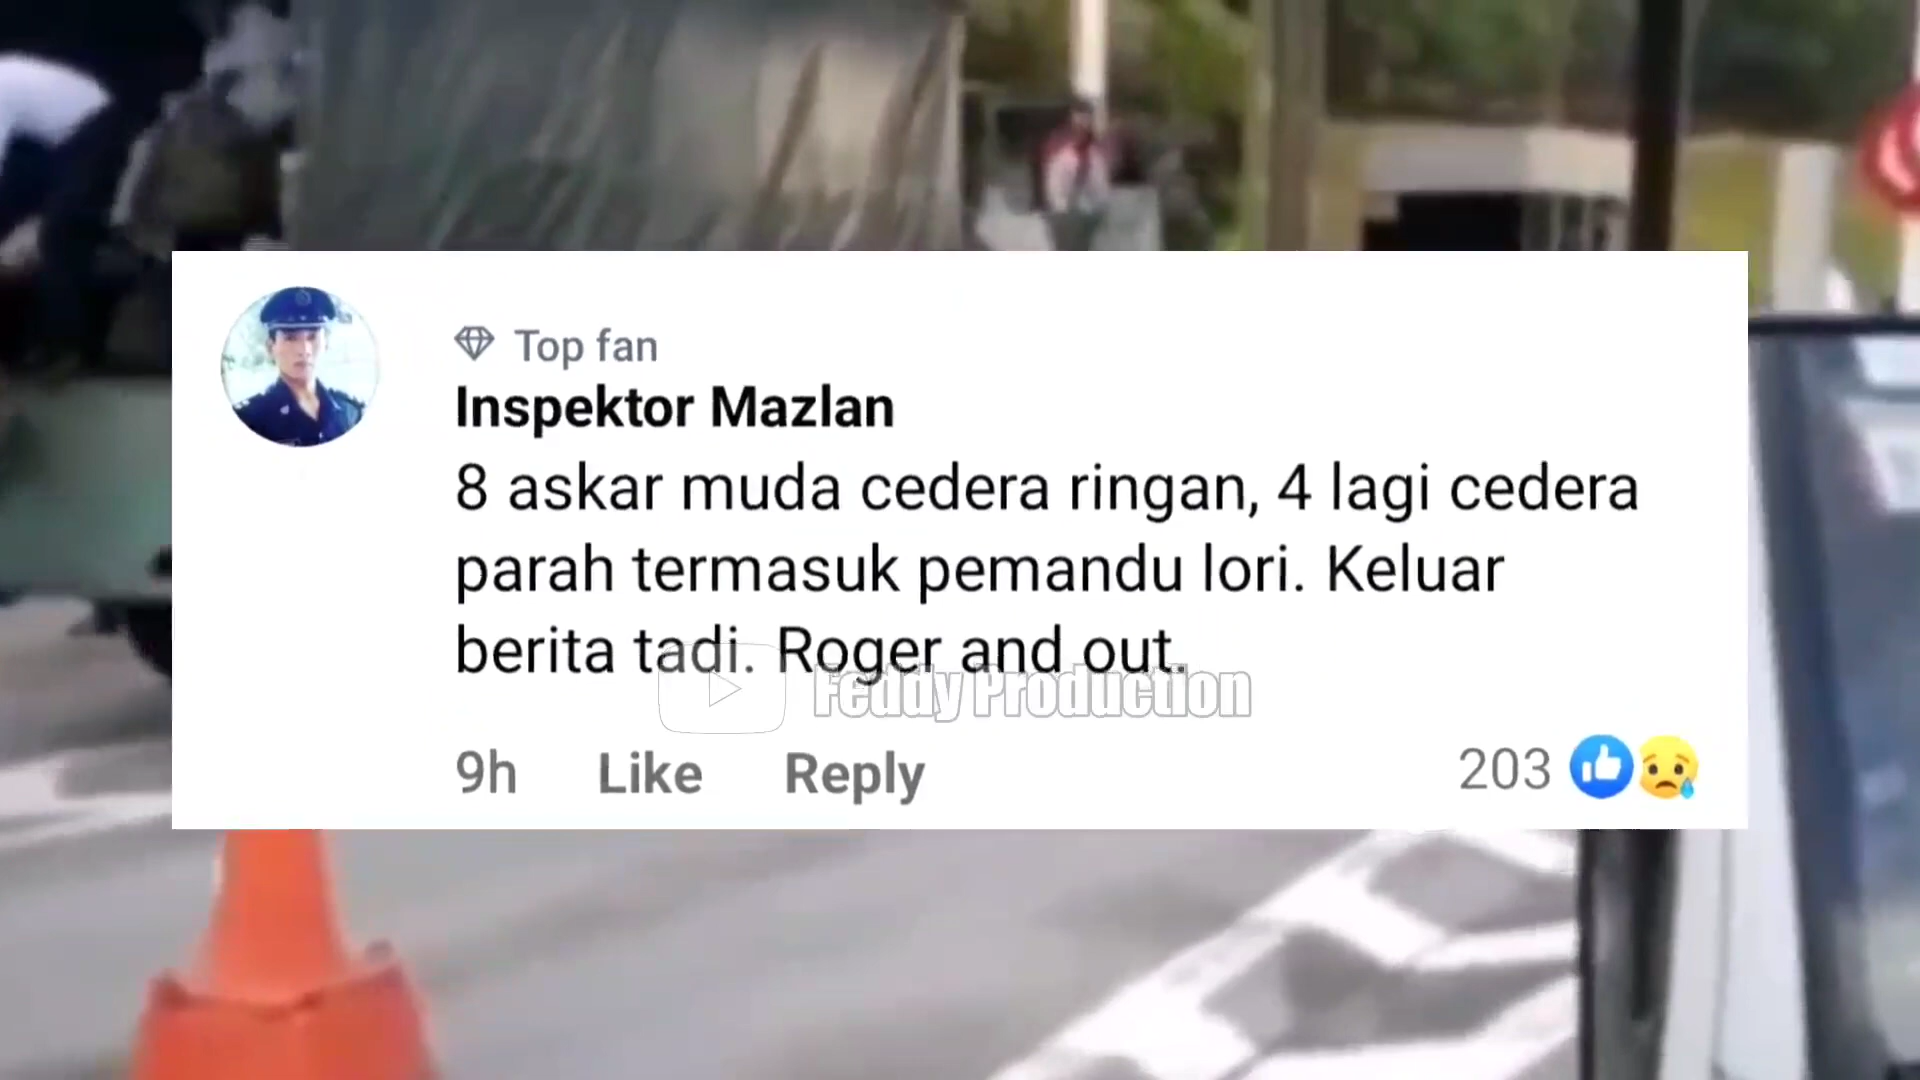 Top fan
Inspektor Mazlan
8 askar muda cedera ringan, 4 lagi cedera
parah termasuk pemandu lori. Keluar
berita tadi. Roger and out.
Feddy Production
9h Like Reply 203